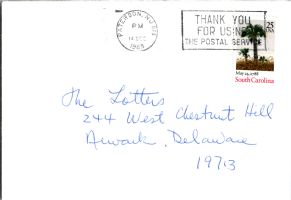 PATERSON, NJ
PM
1988
THANK YOU
FOR USING
THE POSTAL SERVICE
25
USA
May 23, 1788
South Carolina
The Lotters
244 West Chestnut Hill
Newark, Delaware
19713